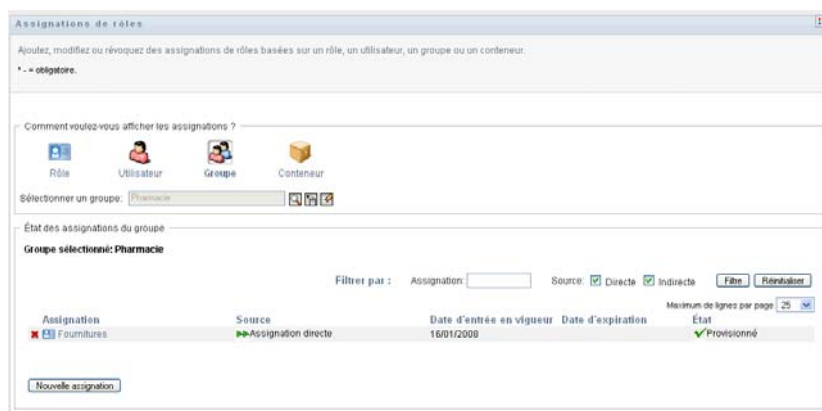 Assignations de rôles
Ajoutez, modifiez ou révoquez des assignations de rôles basées sur un rôle, un utilisateur, un groupe ou un conteneur.
* - = obligatoire.
Comment voulez-vous afficher les assignations ?
Rôle Utilisateur Groupe Conteneur
Sélectionner un groupe: Pharmacie
État des assignations du groupe
Groupe sélectionné: Pharmacie
Filtrer par : Assignation: Source: Directe Indirecte Filtre Réinitialiser
Maximum de lignes par page 25
Assignation Source Date d'entrée en vigueur Date d'expiration État
Fournitures Assignation directe 16/01/2008 Provisionné
Nouvelle assignation